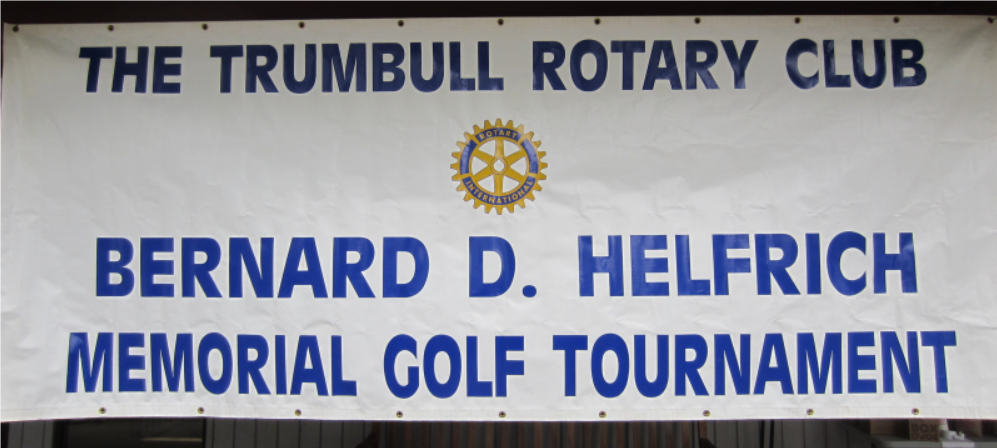 THE TRUMBULL ROTARY CLUB
ROTARY
INTERNATIONAL
BERNARD D. HELFRICH
MEMORIAL GOLF TOURNAMENT